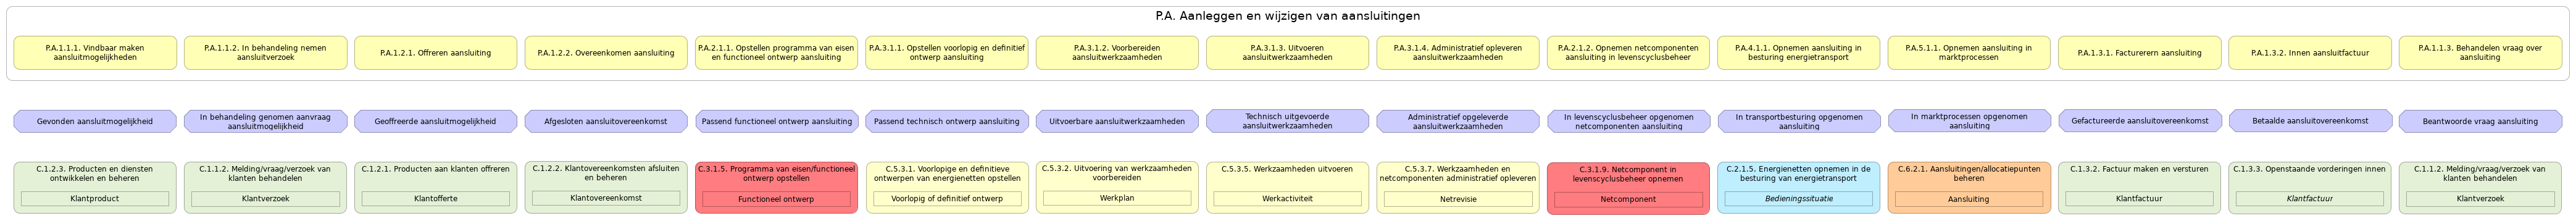 P.A. Aanleggen en wijzigen van aansluitingen
P.A.1.1.1. Vindbaar maken
aansluitmogelijkheden
P.A.1.1.2. In behandeling nemen
aansluitverzoek
P.A.1.2.1. Offreren aansluiting
P.A.1.2.2. Overeenkomen aansluiting
P.A.2.1.1. Opstellen programma van eisen
en functioneel ontwerp aansluiting
P.A.3.1.1. Opstellen voorlopig en definitief
ontwerp aansluiting
P.A.3.1.2. Voorbereiden
aansluitwerkzaamheden
P.A.3.1.3. Uitvoeren
aansluitwerkzaamheden
P.A.3.1.4. Administratief opleveren
aansluitwerkzaamheden
P.A.2.1.2. Opnemen netcomponenten
aansluiting in levenscyclusbeheer
P.A.4.1.1. Opnemen aansluiting in
besturing energietransport
P.A.5.1.1. Opnemen aansluiting in
marktprocessen
P.A.1.3.1. Facturerern aansluiting
P.A.1.3.2. Innen aansluitfactuur
P.A.1.1.3. Behandelen vraag over
aansluiting
Gevonden aansluitmogelijkheid
In behandeling genomen aanvraag
aansluitmogelijkheid
Geoffreerde aansluitmogelijkheid
Afgesloten aansluitovereenkomst
Passend functioneel ontwerp aansluiting
Passend technisch ontwerp aansluiting
Uitvoerbare aansluitwerkzaamheden
Technisch uitgevoerde
aansluitwerkzaamheden
Administratief opgeleverde
aansluitwerkzaamheden
In levenscyclusbeheer opgenomen
netcomponenten aansluiting
In transportbesturing opgenomen
aansluiting
In marktprocessen opgenomen
aansluiting
Gefactureerde aansluitovereenkomst
Betaalde aansluitovereenkomst
Beantwoorde vraag aansluiting
C.1.2.3. Producten en diensten
ontwikkelen en beheren
Klantproduct
C.1.1.2. Melding/vraag/verzoek van
klanten behandelen
Klantverzoek
C.1.2.1. Producten aan klanten offreren
Klantofferte
C.1.2.2. Klantovereenkomsten afsluiten
en beheren
Klantovereenkomst
C.3.1.5. Programma van eisen/functioneel
ontwerp opstellen
Functioneel ontwerp
C.5.3.1. Voorlopige en definitieve
ontwerpen van energienetten opstellen
Voorlopig of definitief ontwerp
C.5.3.2. Uitvoering van werkzaamheden
voorbereiden
Werkplan
C.5.3.5. Werkzaamheden uitvoeren
Werkactiviteit
C.5.3.7. Werkzaamheden en
netcomponenten administratief opleveren
Netrevisie
C.3.1.9. Netcomponent in
levenscyclusbeheer opnemen
Netcomponent
C.2.1.5. Energienetten opnemen in de
besturing van energietransport
Bedieningssituatie
C.6.2.1. Aansluitingen/allocatiepunten
beheren
Aansluiting
C.1.3.2. Factuur maken en versturen
Klantfactuur
C.1.3.3. Openstaande vorderingen innen
Klantfactuur
C.1.1.2. Melding/vraag/verzoek van
klanten behandelen
Klantverzoek